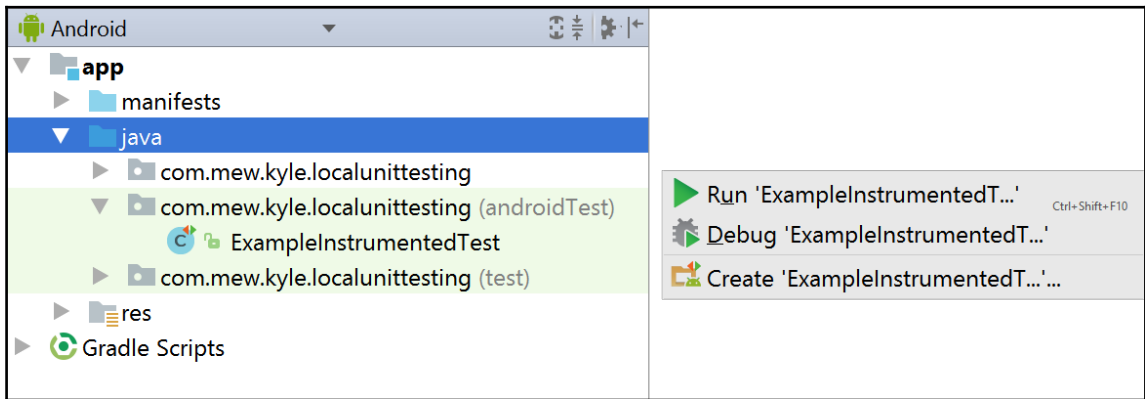 Android
app
manifests
java
com.mew.kyle.localunittesting
com.mew.kyle.localunittesting (androidTest)
C ExampleInstrumentedTest
com.mew.kyle.localunittesting (test)
res
Gradle Scripts
Run 'ExampleInstrumentedT...' Ctrl+Shift+F10
Debug 'ExampleInstrumentedT...'
Create 'ExampleInstrumentedT...'...